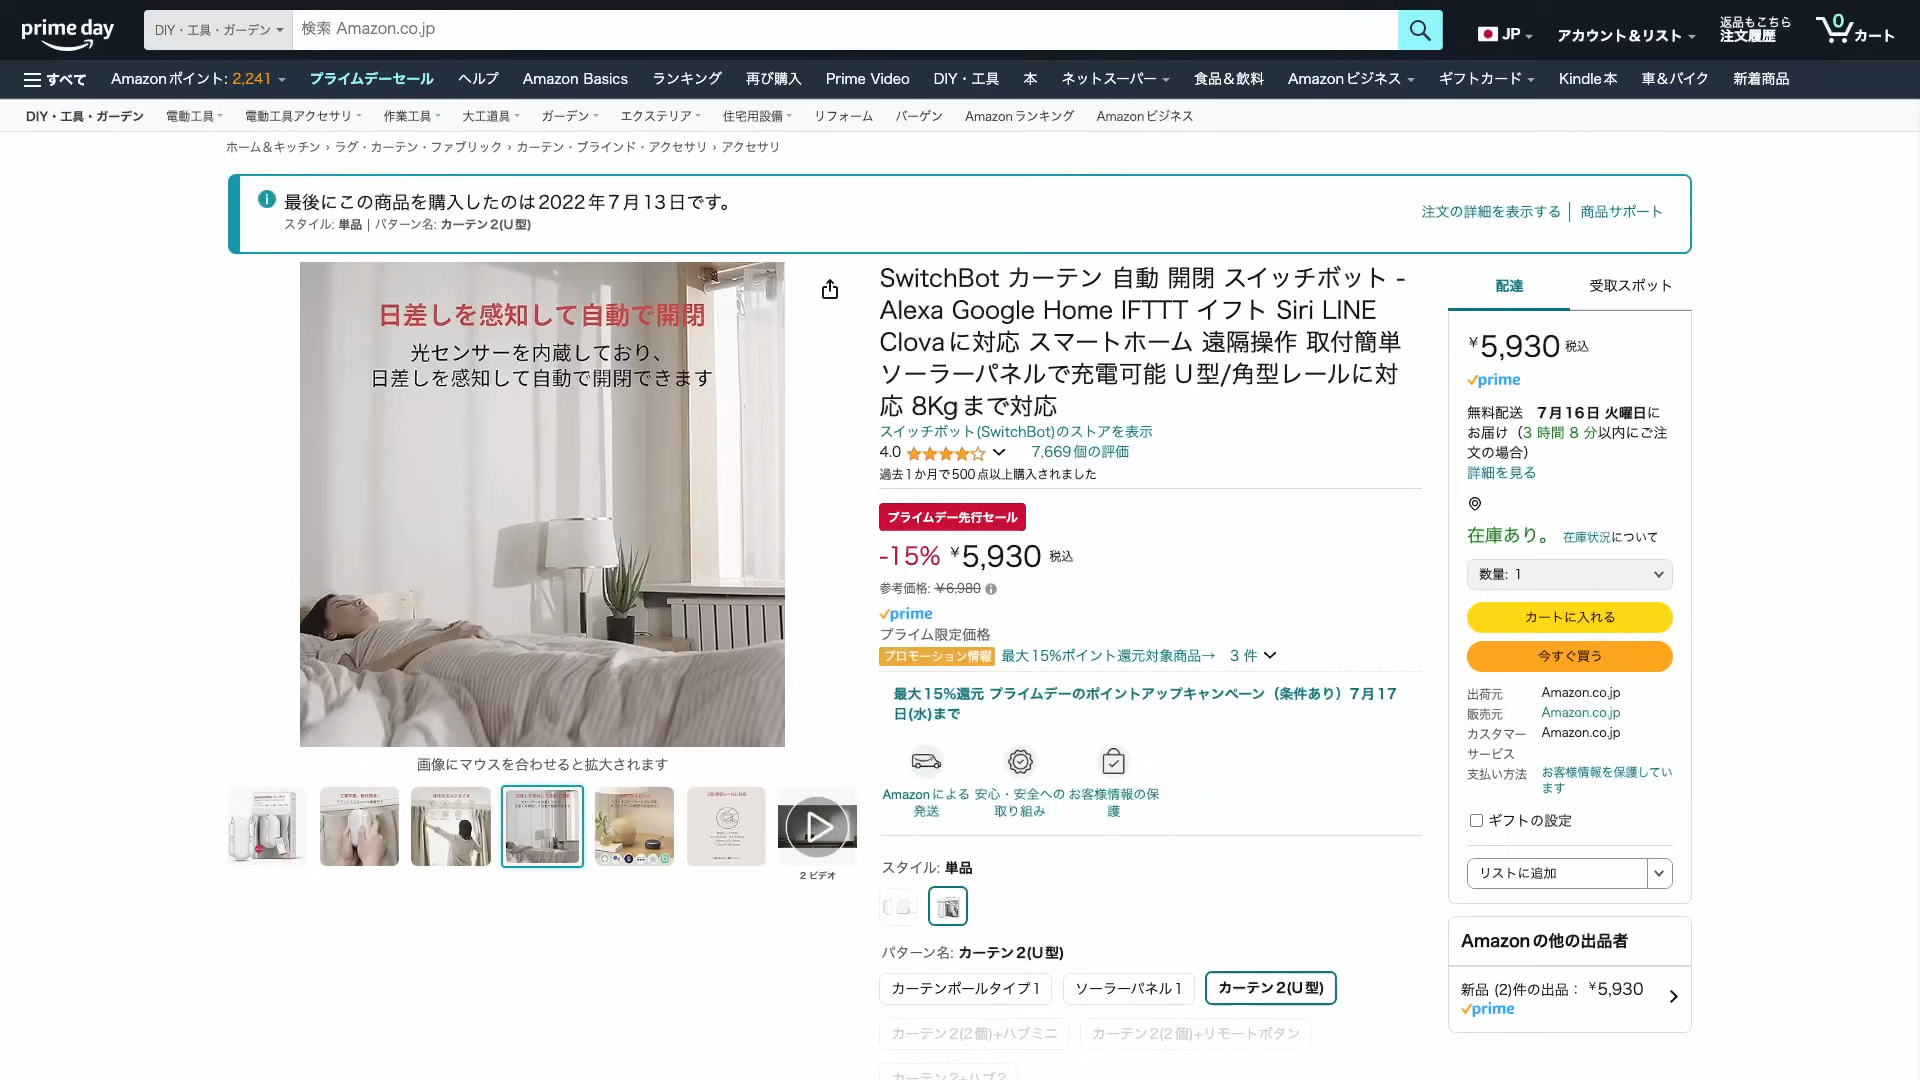 prime day
DIY・工具・ガーデン
検索 Amazon.co.jp
JP
アカウント＆リスト
返品もこちら
注文履歴
0
カート
すべて
Amazonポイント: 2,241
プライムデーセール
ヘルプ
Amazon Basics
ランキング
再び購入
Prime Video
DIY・工具
本
ネットスーパー
食品＆飲料
Amazonビジネス
ギフトカード
Kindle本
車＆バイク
新着商品
DIY・工具・ガーデン
電動工具
電動工具アクセサリ
作業工具
大工道具
ガーデン
エクステリア
住宅用設備
リフォーム
バーゲン
Amazonランキング
Amazonビジネス
ホーム＆キッチン › ラグ・カーテン・ファブリック › カーテン・ブラインド・アクセサリ › アクセサリ
最後にこの商品を購入したのは2022年7月13日です。
スタイル: 単品 | パターン名: カーテン2(U型)
注文の詳細を表示する
商品サポート
日差しを感知して自動で開閉
光センサーを内蔵しており、
日差しを感知して自動で開閉できます
画像にマウスを合わせると拡大されます
2 ビデオ
SwitchBot カーテン 自動 開閉 スイッチボット -
Alexa Google Home IFTTT イフト Siri LINE
Clovaに対応 スマートホーム 遠隔操作 取付簡単
ソーラーパネルで充電可能 U型/角型レールに対
応 8Kgまで対応
スイッチボット(SwitchBot)のストアを表示
4.0
7,669個の評価
過去1か月で500点以上購入されました
プライムデー先行セール
-15% ￥5,930 税込
参考価格: ￥6,980
prime
プライム限定価格
プロモーション情報 最大15%ポイント還元対象商品→ 3 件
最大15%還元 プライムデーのポイントアップキャンペーン（条件あり）7月17
日(水)まで
Amazonによる
発送
安心・安全への
取り組み
お客様情報の保
護
スタイル: 単品
パターン名: カーテン2(U型)
カーテンポールタイプ1
ソーラーパネル1
カーテン2(U型)
カーテン2(2個)+ハブミニ
カーテン2(2個)+リモートボタン
カーテン2+ハブ2
配達
受取スポット
￥5,930 税込
prime
無料配送 7月16日 火曜日に
お届け（3 時間 8 分以内にご注
文の場合）
詳細を見る
在庫あり。 在庫状況について
数量: 1
カートに入れる
今すぐ買う
出荷元 Amazon.co.jp
販売元 Amazon.co.jp
カスタマー Amazon.co.jp
サービス
支払い方法 お客様情報を保護してい
ます
ギフトの設定
リストに追加
Amazonの他の出品者
新品 (2)件の出品： ￥5,930
prime